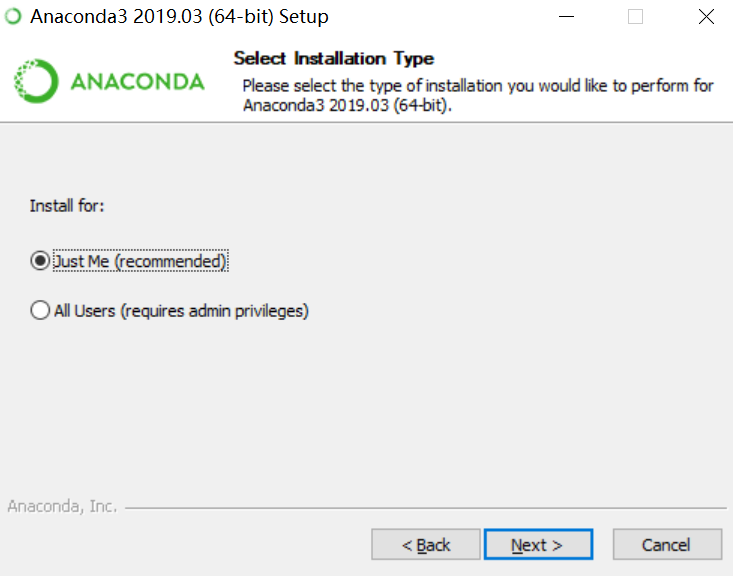 Anaconda3 2019.03 (64-bit) Setup
ANACONDA
Select Installation Type
Please select the type of installation you would like to perform for
Anaconda3 2019.03 (64-bit).
Install for:
Just Me (recommended)
All Users (requires admin privileges)
Anaconda, Inc.
< Back
Next >
Cancel